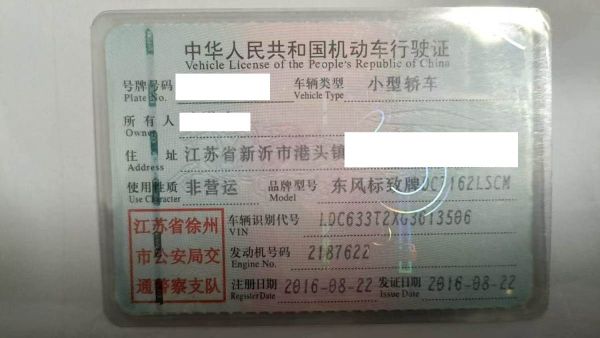 中华人民共和国机动车行驶证
Vehicle License of the People's Republic of China
号牌号码 车辆类型 小型轿车
Plate No. Vehicle Type
所有人
Owner
住 址 江苏省新沂市港头镇
Address
使用性质 非营运 品牌型号 东风标致牌DC7162LSCM
Use Character Model
江苏省徐州 车辆识别代号 LDC633T2XG3613506
VIN
市公安局交 发动机号码 2187622
Engine No.
通警察支队 注册日期 2016-08-22 发证日期 2016-08-22
Register Date Issue Date